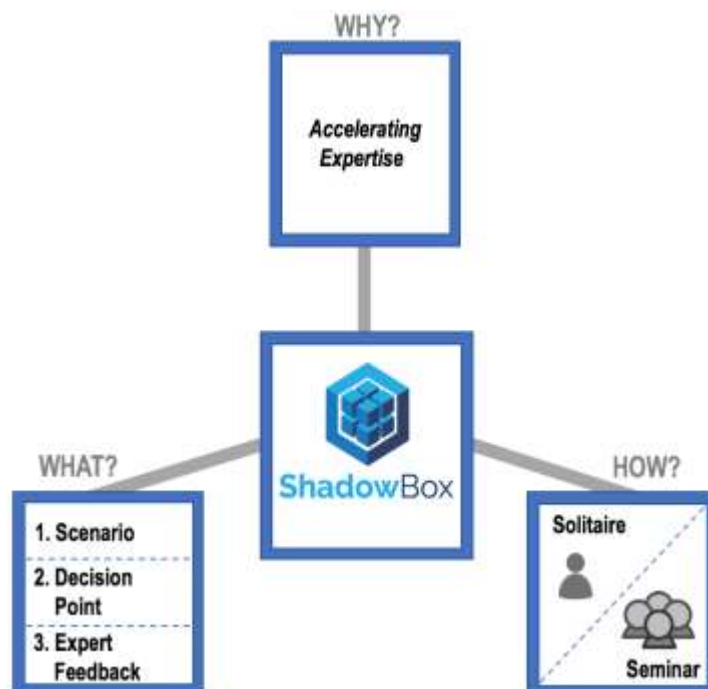 WHY?
Accelerating
Expertise
ShadowBox
WHAT?
1. Scenario
2. Decision
Point
3. Expert
Feedback
HOW?
Solitaire
Seminar